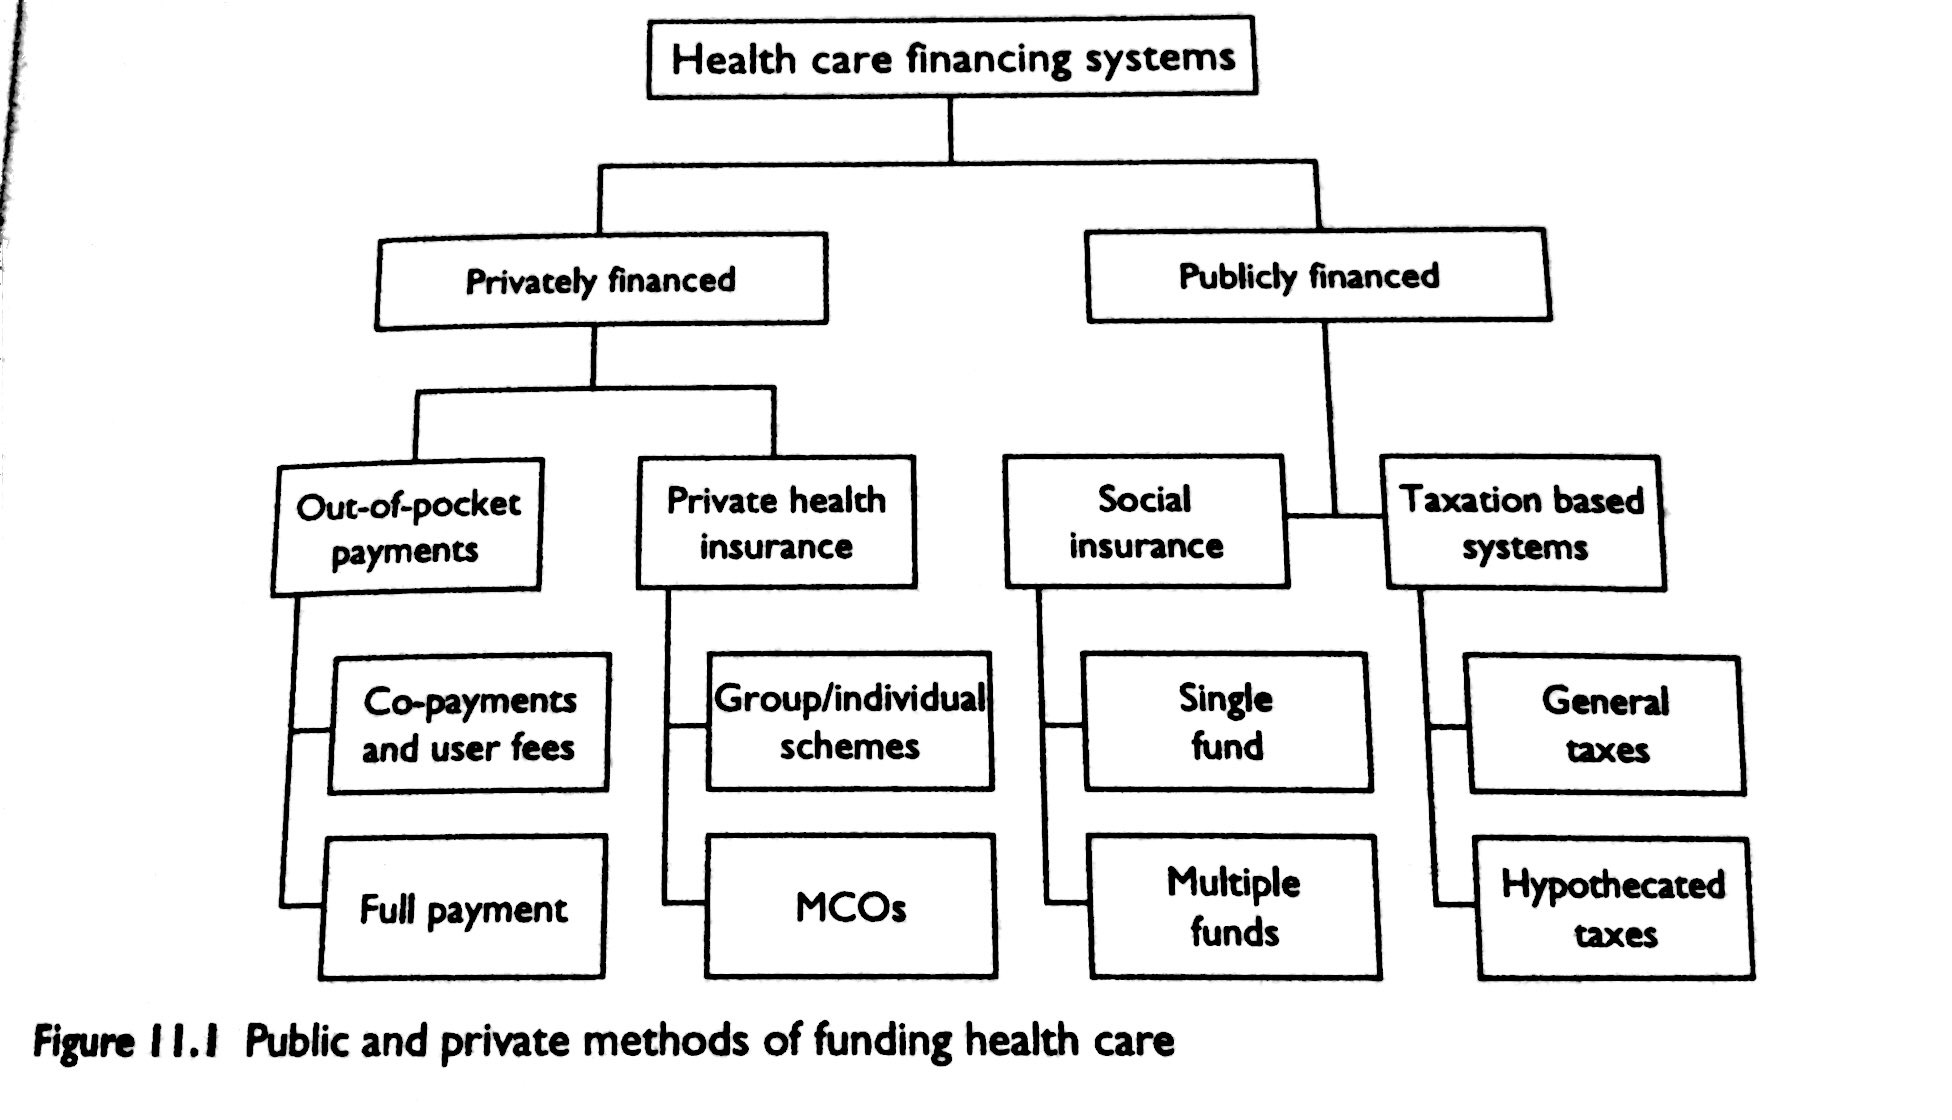 Health care financing systems
Privately financed
Publicly financed
Out-of-pocket
payments
Private health
insurance
Social
insurance
Taxation based
systems
Co-payments
and user fees
Group/individual
schemes
Single
fund
General
taxes
Full payment
MCOs
Multiple
funds
Hypothecated
taxes
Figure 11.1 Public and private methods of funding health care